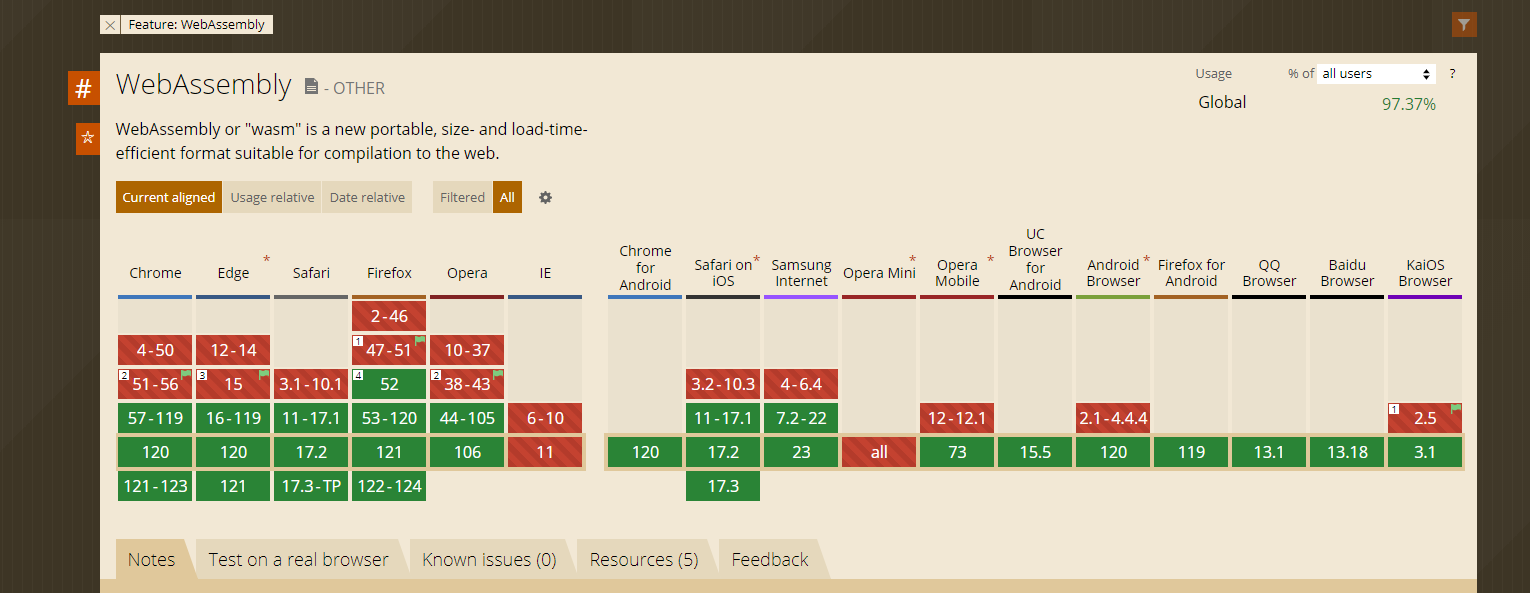 × Feature: WebAssembly
# WebAssembly - OTHER
Usage % of all users ?
Global 97.37%
☆
WebAssembly or "wasm" is a new portable, size- and load-time-
efficient format suitable for compilation to the web.
Current aligned Usage relative Date relative Filtered All
Chrome Edge * Safari Firefox Opera IE Chrome for Android Safari on iOS * Samsung Internet Opera Mini * Opera Mobile * UC Browser for Android Android Browser * Firefox for Android QQ Browser Baidu Browser KaiOS Browser
2-46
4-50 12-14 1 47-51 10-37
2 51-56 3 15 3.1-10.1 4 52 2 38-43 3.2-10.3 4-6.4
57-119 16-119 11-17.1 53-120 44-105 6-10 11-17.1 7.2-22 12-12.1 2.1-4.4.4 1 2.5
120 120 17.2 121 106 11 120 17.2 23 all 73 15.5 120 119 13.1 13.18 3.1
121-123 121 17.3-TP 122-124 17.3
Notes Test on a real browser Known issues (0) Resources (5) Feedback